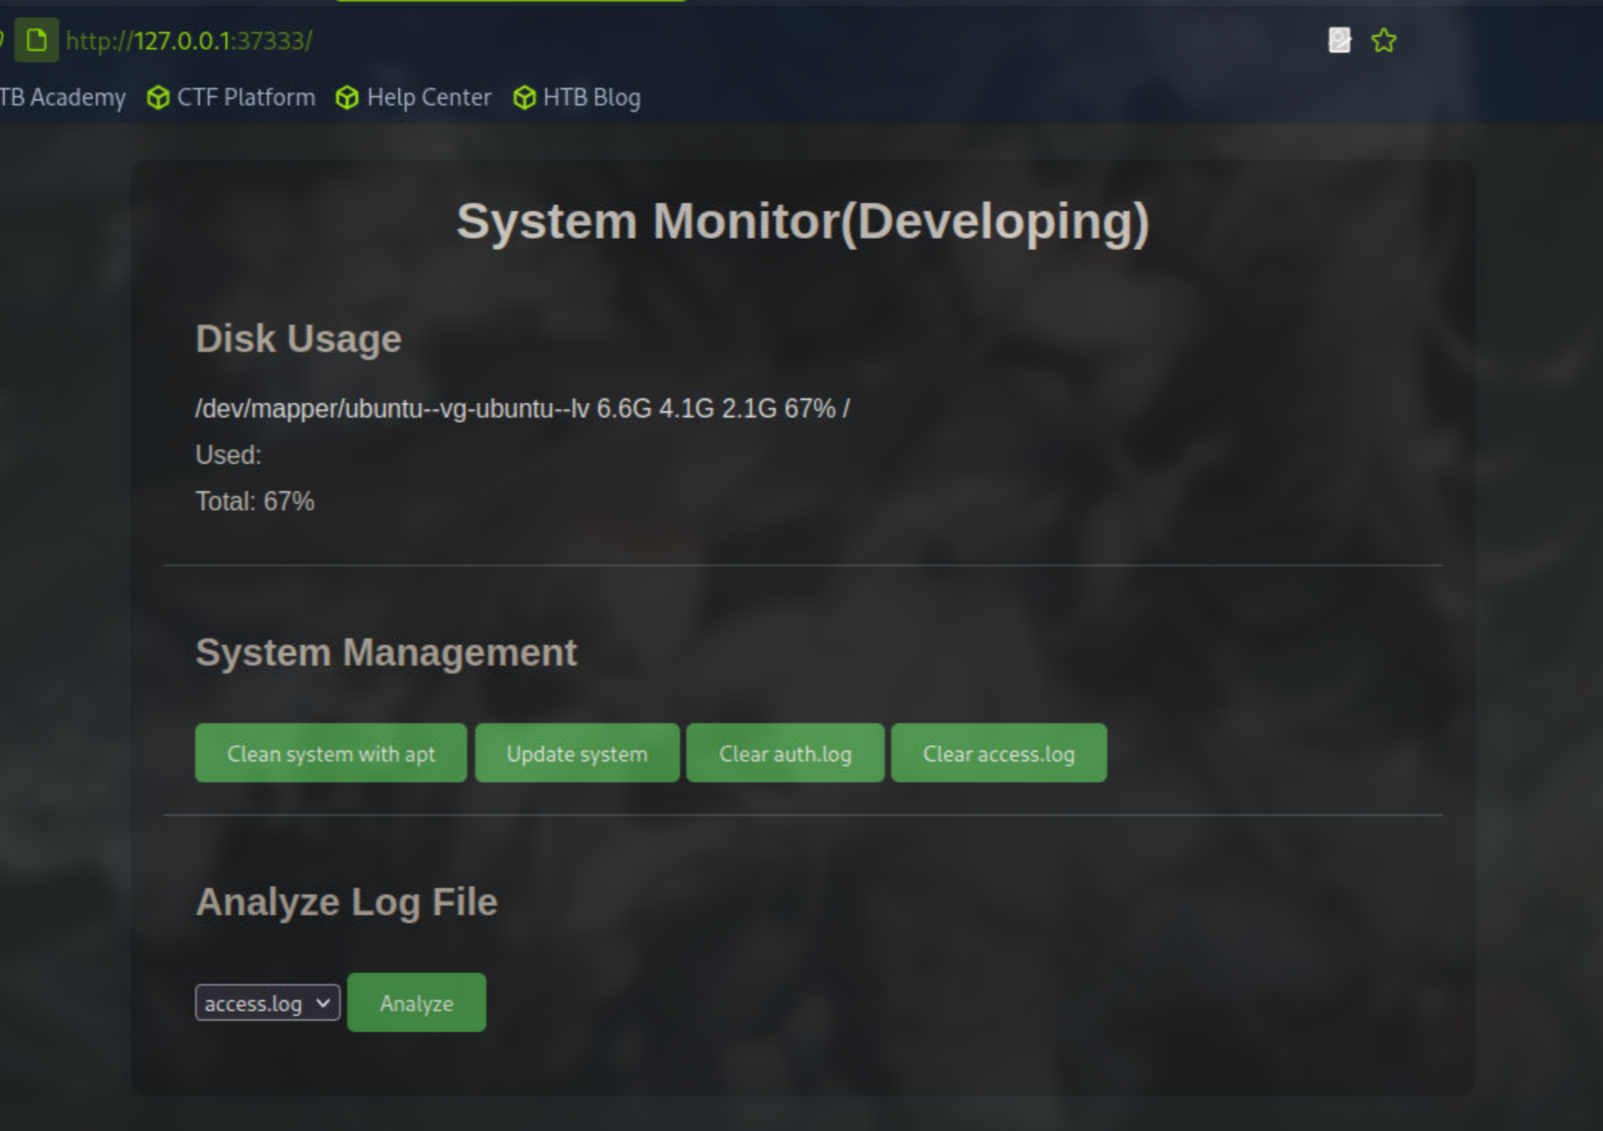 http://127.0.0.1:37333/
TB Academy CTF Platform Help Center HTB Blog
System Monitor(Developing)
Disk Usage
/dev/mapper/ubuntu--vg-ubuntu--lv 6.6G 4.1G 2.1G 67% /
Used:
Total: 67%
System Management
Clean system with apt Update system Clear auth.log Clear access.log
Analyze Log File
access.log Analyze